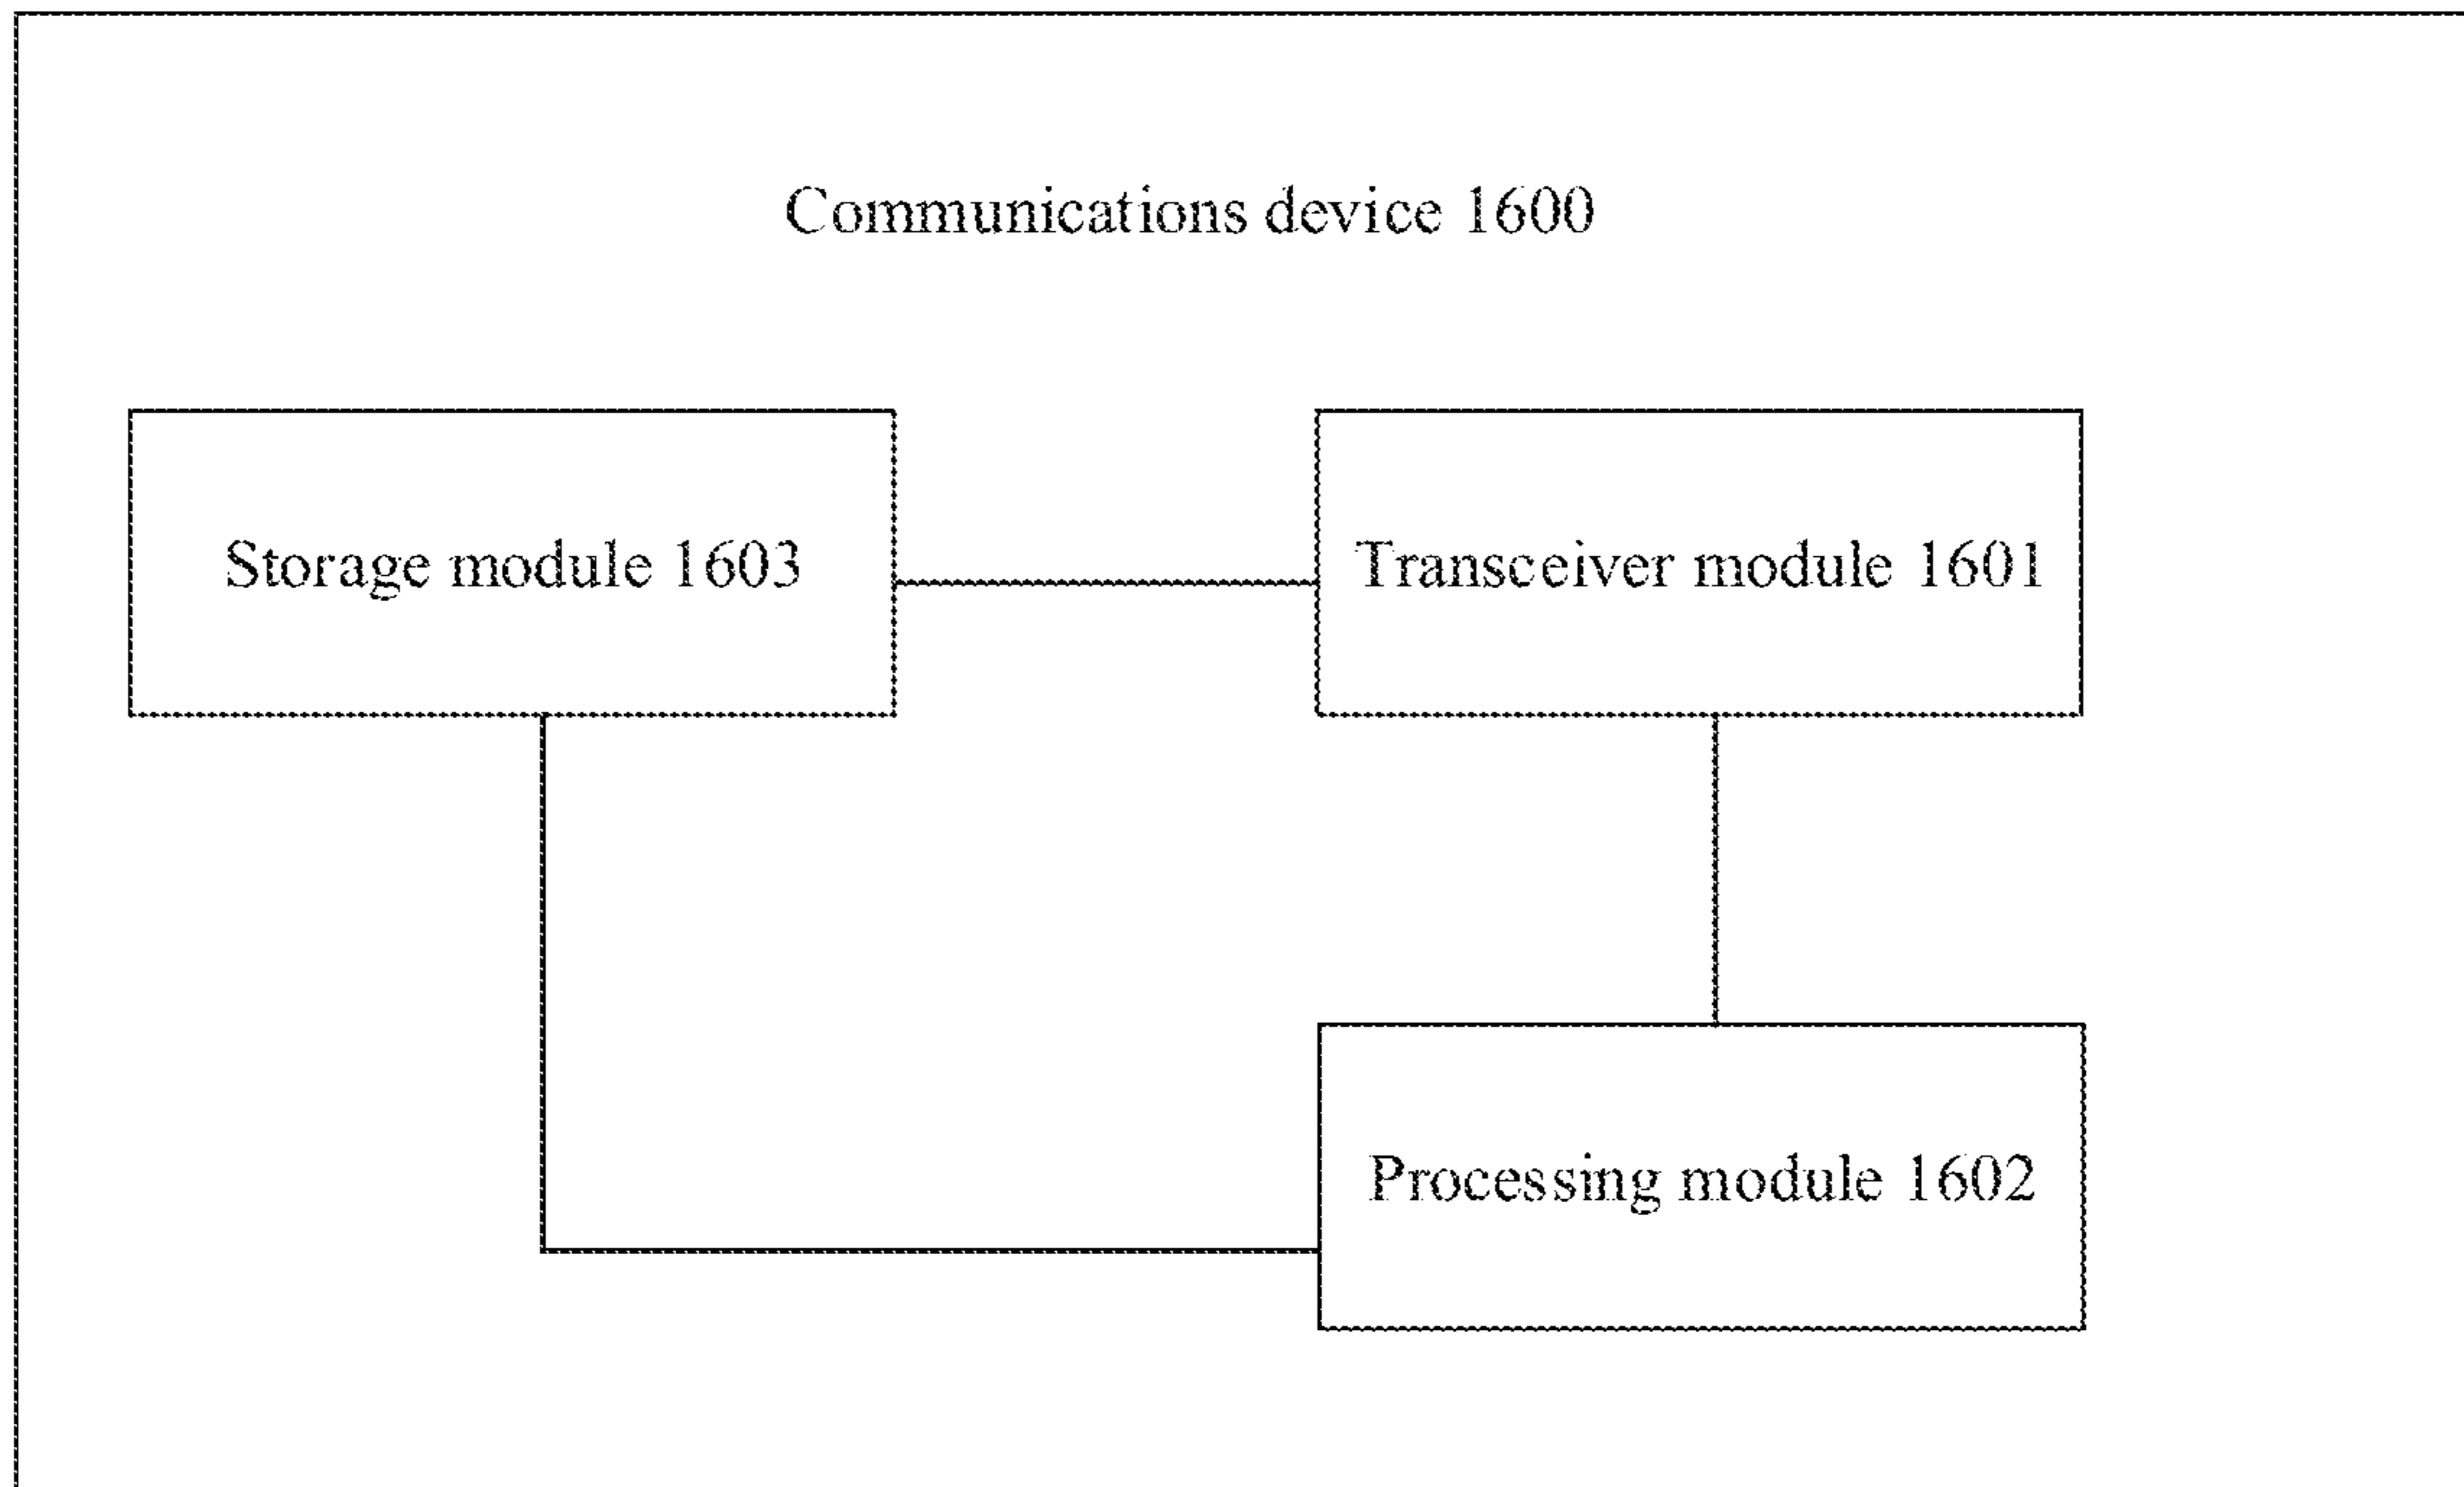 Communications device 1600
Storage module 1603
Transceiver module 1601
Processing module 1602